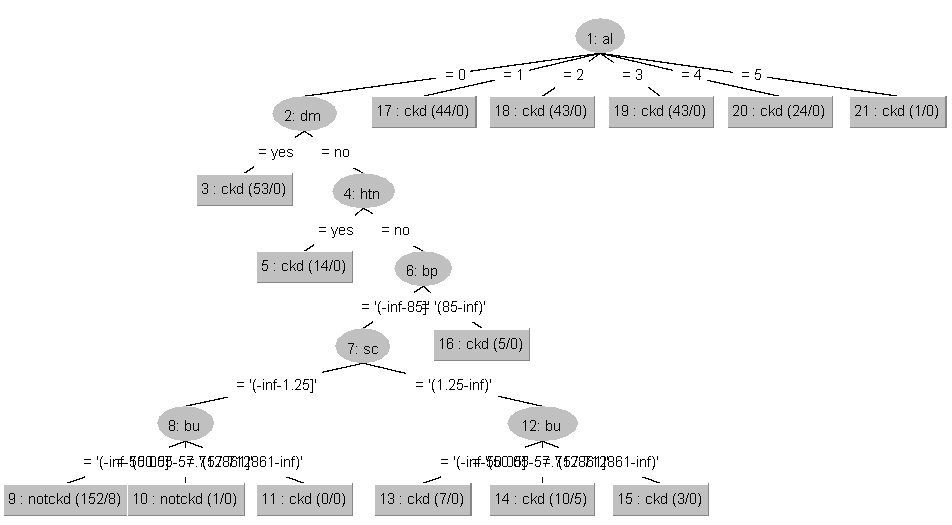 1: al
= 0 = 1 = 2 = 3 = 4 = 5
2: dm 17 : ckd (44/0) 18 : ckd (43/0) 19 : ckd (43/0) 20 : ckd (24/0) 21 : ckd (1/0)
= yes = no
3 : ckd (53/0) 4: htn
= yes = no
5 : ckd (14/0) 6: bp
= '(-inf-85]' '(85-inf)'
7: sc 16 : ckd (5/0)
= '(-inf-1.25]' = '(1.25-inf)'
8: bu 12: bu
9 : notckd (152/8) 10 : notckd (1/0) 11 : ckd (0/0) 13 : ckd (7/0) 14 : ckd (10/5) 15 : ckd (3/0)